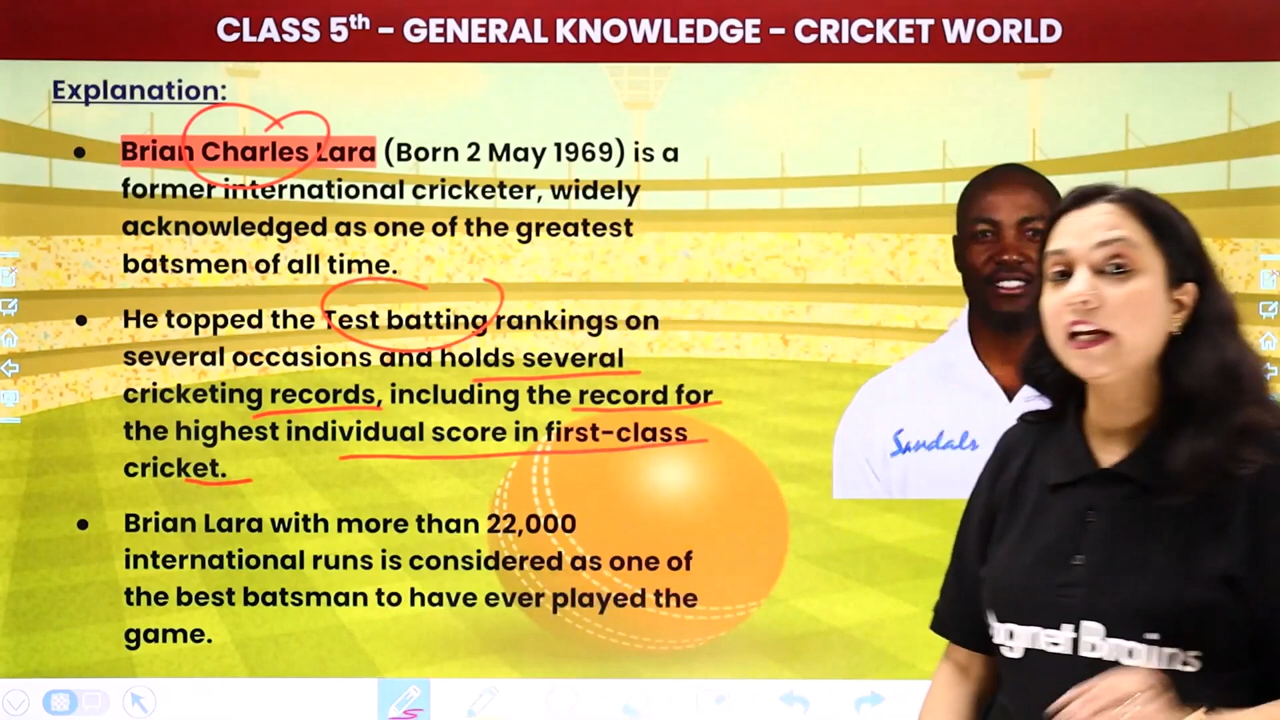 CLASS 5th - GENERAL KNOWLEDGE - CRICKET WORLD
Explanation:
• Brian Charles Lara (Born 2 May 1969) is a
former international cricketer, widely
acknowledged as one of the greatest
batsmen of all time.
• He topped the Test batting rankings on
several occasions and holds several
cricketing records, including the record for
the highest individual score in first-class
cricket.
• Brian Lara with more than 22,000
international runs is considered as one of
the best batsman to have ever played the
game.
Sandals
Brains